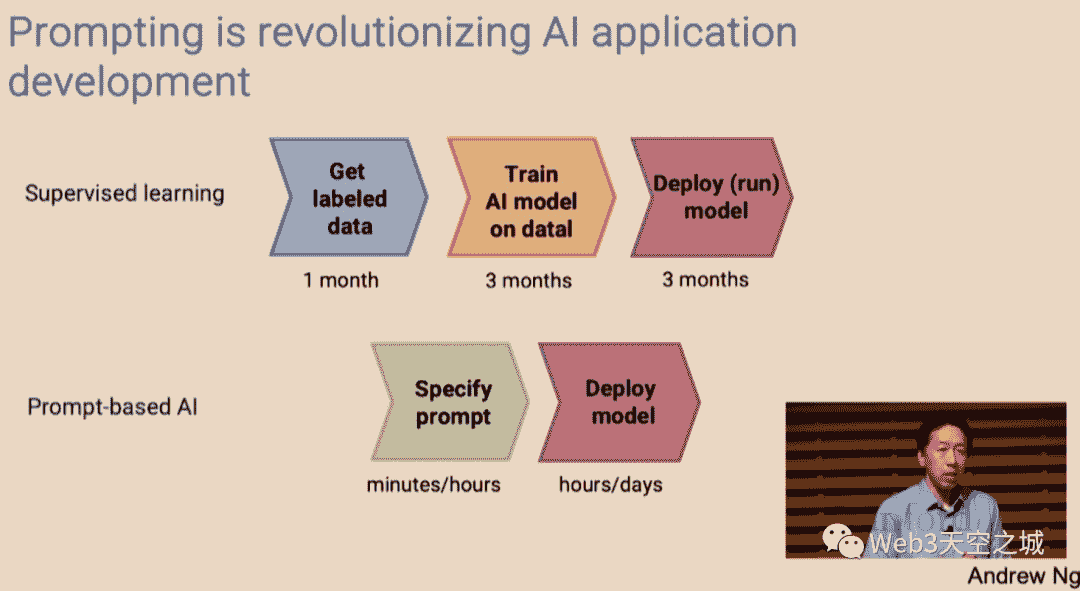 Prompting is revolutionizing AI application
development
Supervised learning
Get
labeled
data
Train
AI model
on datal
Deploy (run)
model
1 month
3 months
3 months
Prompt-based AI
Specify
prompt
Deploy
model
minutes/hours
hours/days
Web3天空之城
Andrew Ng